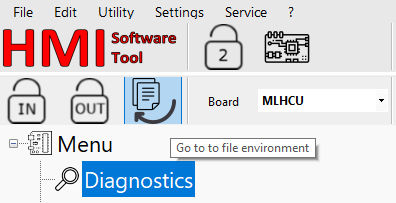 File Edit Utility Settings Service ?
HMI Software Tool
2
IN OUT Board MLHCU
Menu
Go to to file environment
Diagnostics